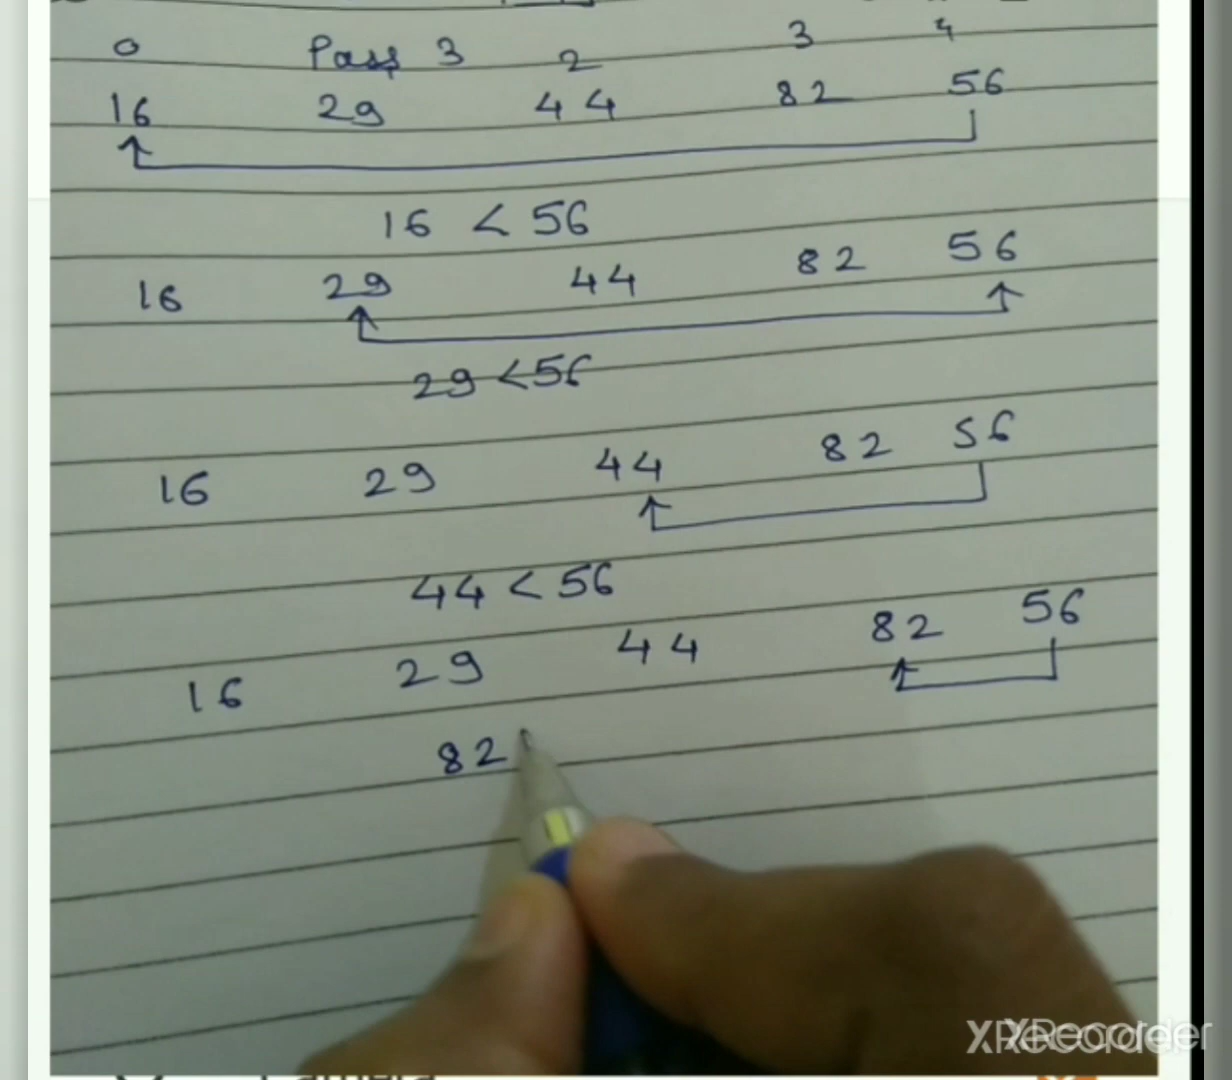 0 Pass 3 2 3 4
16 29 44 82 56
16 < 56
16 29 44 82 56
29 < 56
16 29 44 82 56
44 < 56
16 29 44 82 56
82
XRecorder